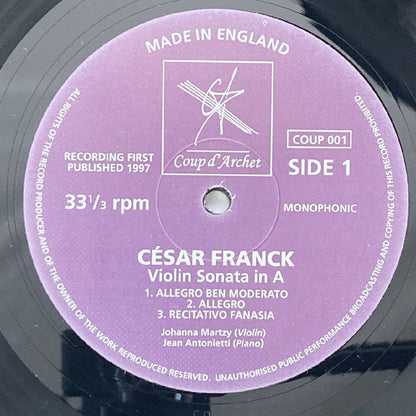 MADE IN ENGLAND
Coup d'Archet
COUP 001
RECORDING FIRST
PUBLISHED 1997
SIDE 1
33 1/3 rpm
MONOPHONIC
CÉSAR FRANCK
Violin Sonata in A
1. ALLEGRO BEN MODERATO
2. ALLEGRO
3. RECITATIVO FANASIA
Johanna Martzy (Violin)
Jean Antonietti (Piano)
ALL RIGHTS OF THE RECORD PRODUCER AND OF THE OWNER OF THE WORK REPRODUCED RESERVED. UNAUTHORISED PUBLIC PERFORMANCE BROADCASTING AND COPYING OF THIS RECORD PROHIBITED.